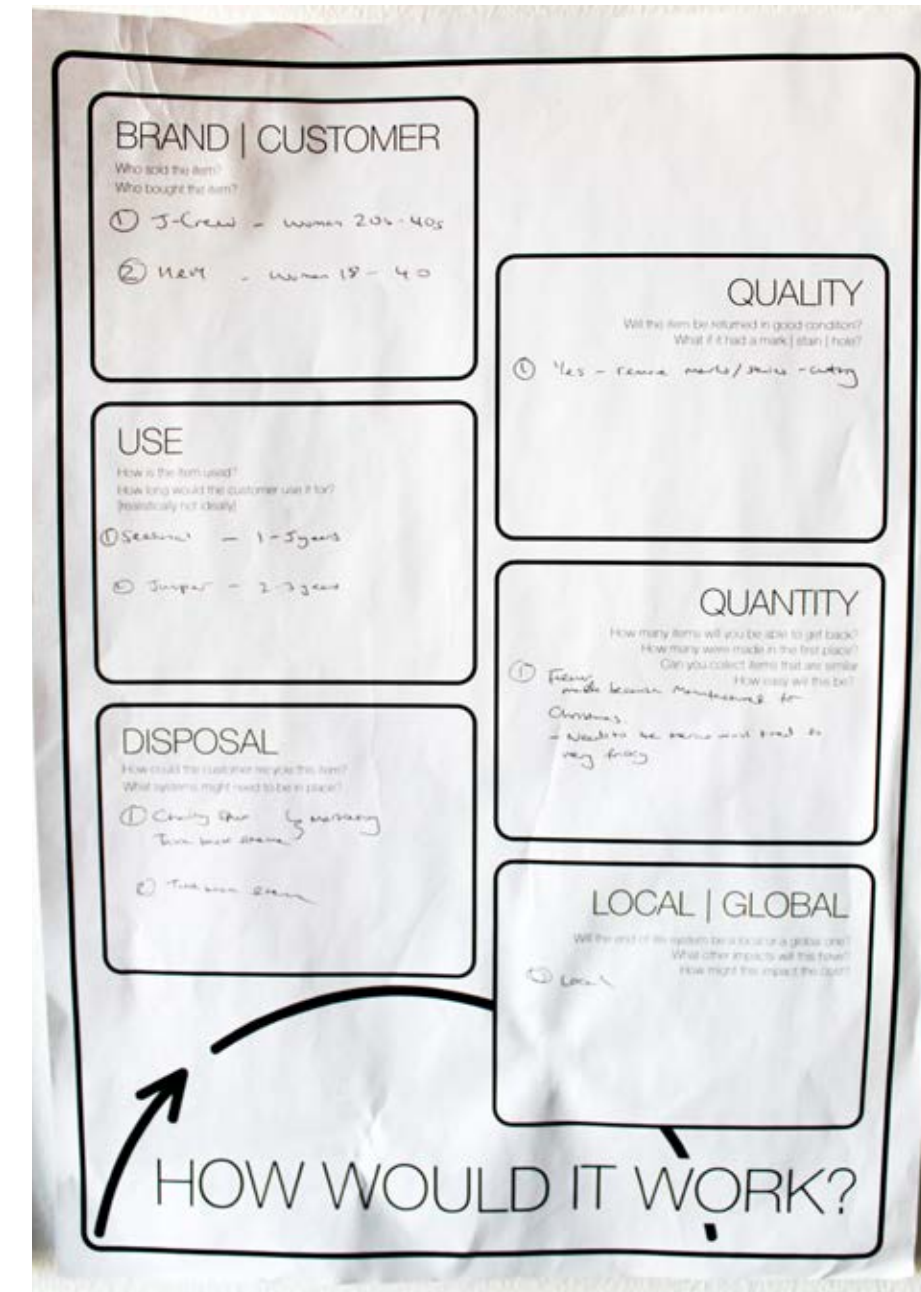 BRAND | CUSTOMER
Who sold the item?
Who bought the item?
① J-Crew - women 20s-40s
② - women 18 - 40
USE
How is the item used?
How long would the customer use it for?
[realistically not ideally]
① Seasonal - 1-5 years
② Jumper - 2-3 years
DISPOSAL
How could the customer recycle this item?
What systems might need to be in place?
① Charity Shop
Take back
② Take back
QUALITY
Will the item be returned in good condition?
What if it had a mark | stain | hole?
① Yes - remove marks/stains - cutting
QUANTITY
How many items will you be able to get back?
How many were made in the first place?
Can you collect items that are similar
How easy will this be?
① Fewer
made because Manufactured for
Christmas.
- Need to be
very
LOCAL | GLOBAL
Will the end of life system be a local or a global one?
What other impacts will this have?
How might this impact the cost?
① Local
HOW WOULD IT WORK?